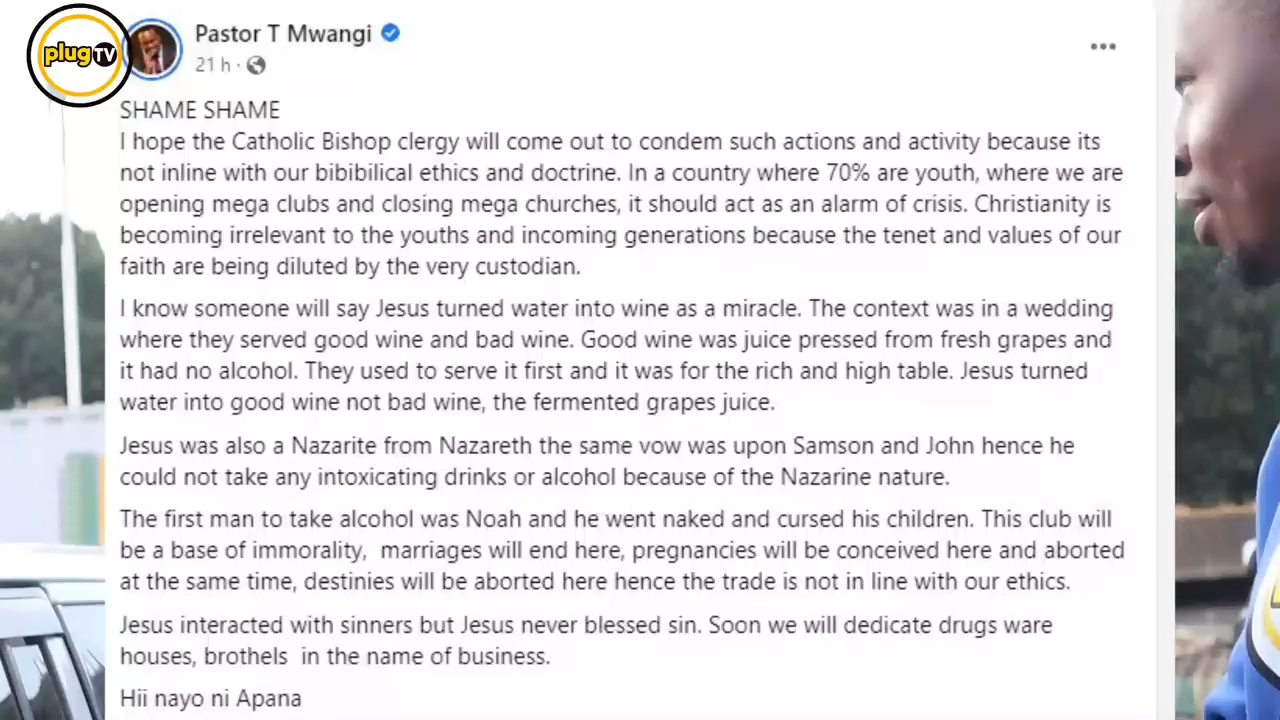 plugTV
Pastor T Mwangi
21 h ·
SHAME SHAME
I hope the Catholic Bishop clergy will come out to condem such actions and activity because its
not inline with our bibibilical ethics and doctrine. In a country where 70% are youth, where we are
opening mega clubs and closing mega churches, it should act as an alarm of crisis. Christianity is
becoming irrelevant to the youths and incoming generations because the tenet and values of our
faith are being diluted by the very custodian.
I know someone will say Jesus turned water into wine as a miracle. The context was in a wedding
where they served good wine and bad wine. Good wine was juice pressed from fresh grapes and
it had no alcohol. They used to serve it first and it was for the rich and high table. Jesus turned
water into good wine not bad wine, the fermented grapes juice.
Jesus was also a Nazarite from Nazareth the same vow was upon Samson and John hence he
could not take any intoxicating drinks or alcohol because of the Nazarine nature.
The first man to take alcohol was Noah and he went naked and cursed his children. This club will
be a base of immorality,  marriages will end here, pregnancies will be conceived here and aborted
at the same time, destinies will be aborted here hence the trade is not in line with our ethics.
Jesus interacted with sinners but Jesus never blessed sin. Soon we will dedicate drugs ware
houses, brothels  in the name of business.
Hii nayo ni Apana